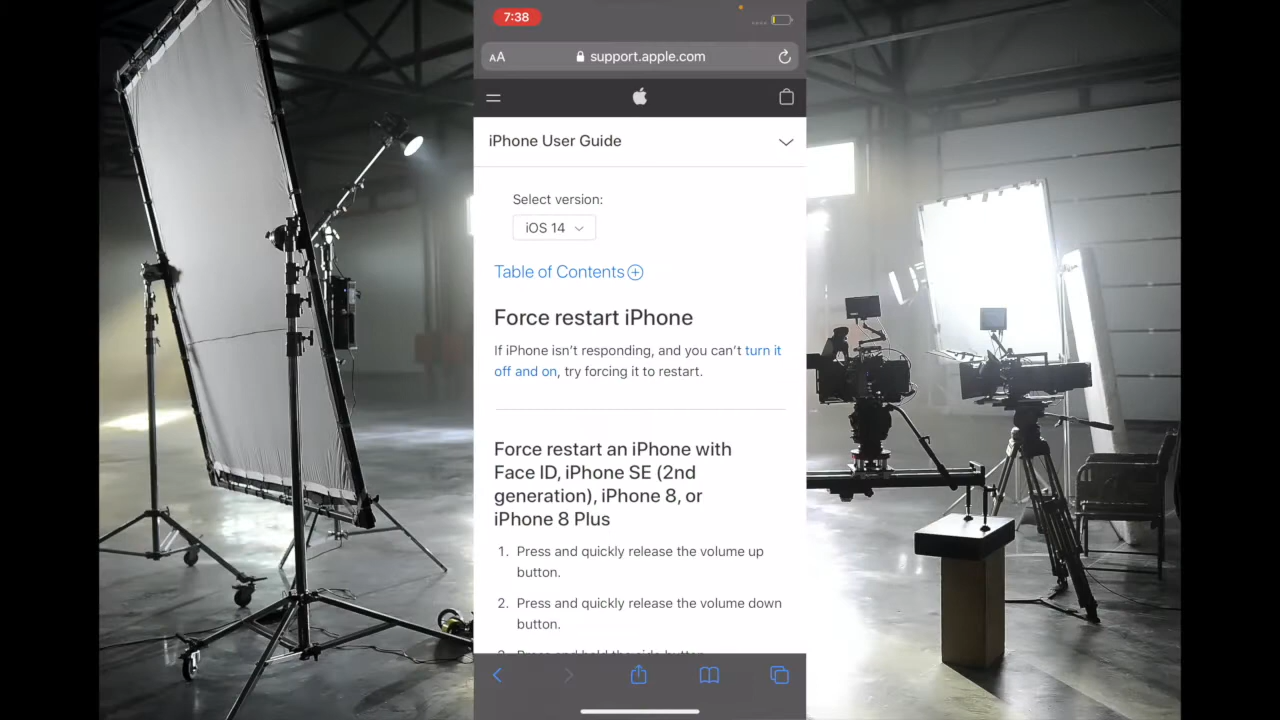 7:38
AA
support.apple.com
iPhone User Guide
Select version:
iOS 14
Table of Contents
Force restart iPhone
If iPhone isn't responding, and you can't turn it
off and on, try forcing it to restart.
Force restart an iPhone with
Face ID, iPhone SE (2nd
generation), iPhone 8, or
iPhone 8 Plus
1. Press and quickly release the volume up
button.
2. Press and quickly release the volume down
button.